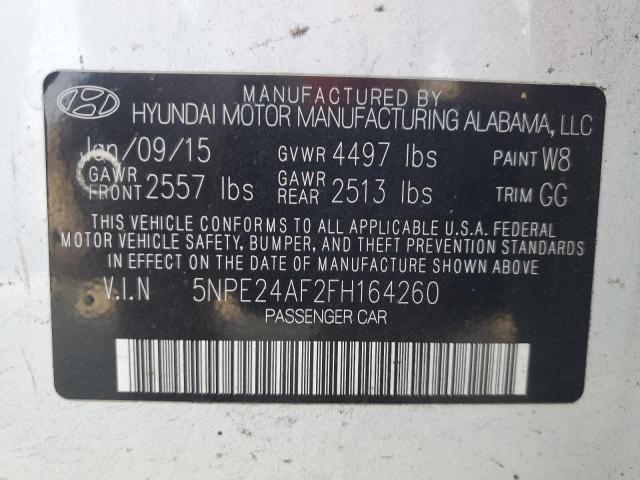 MANUFACTURED BY
HYUNDAI MOTOR MANUFACTURING ALABAMA, LLC
Jan/09/15 GVWR 4497 lbs PAINT W8
GAWR FRONT 2557 lbs GAWR REAR 2513 lbs TRIM GG
THIS VEHICLE CONFORMS TO ALL APPLICABLE U.S.A. FEDERAL
MOTOR VEHICLE SAFETY, BUMPER, AND THEFT PREVENTION STANDARDS
IN EFFECT ON THE DATE OF MANUFACTURE SHOWN ABOVE
V.I.N 5NPE24AF2FH164260
PASSENGER CAR